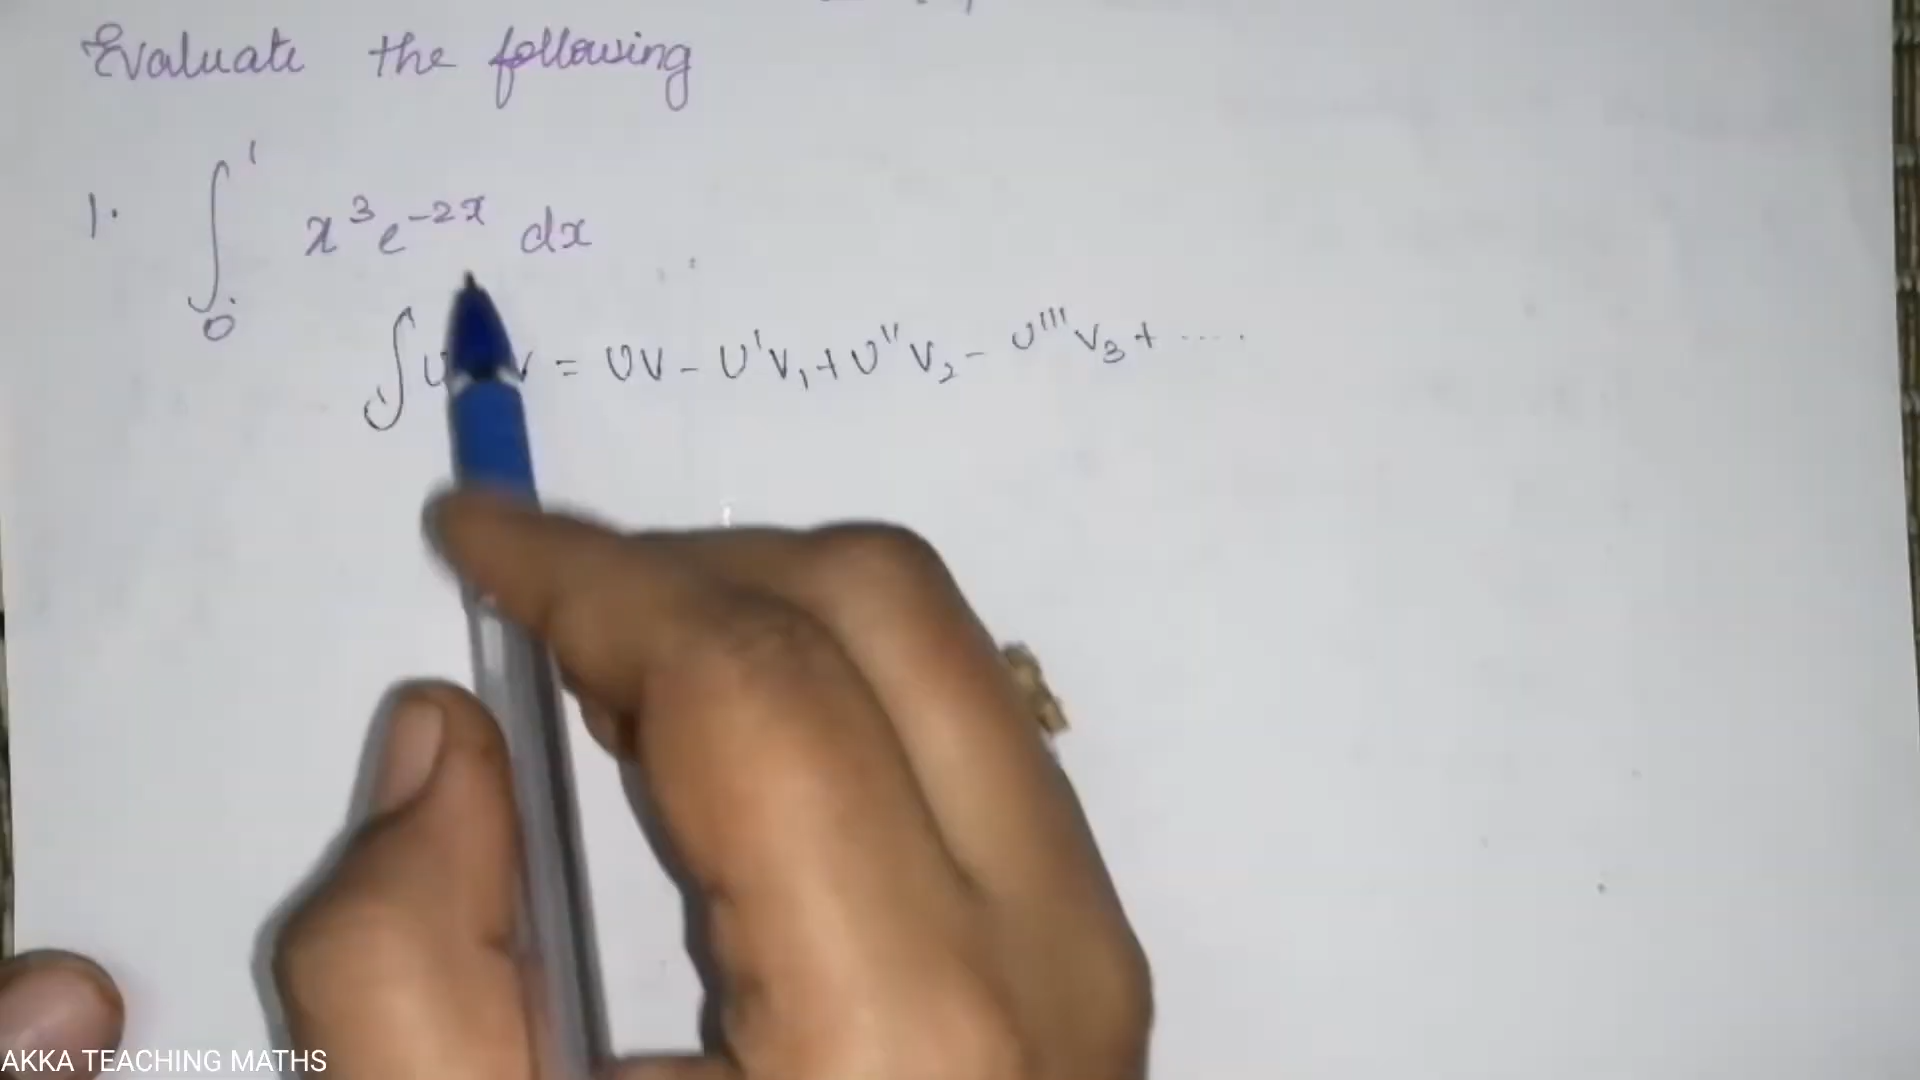 Evaluate the following
1. ∫₀¹ x³e⁻²ˣ dx
∫ u v = uv - u'v₁ + u''v₂ - u'''v₃ + .....
AKKA TEACHING MATHS